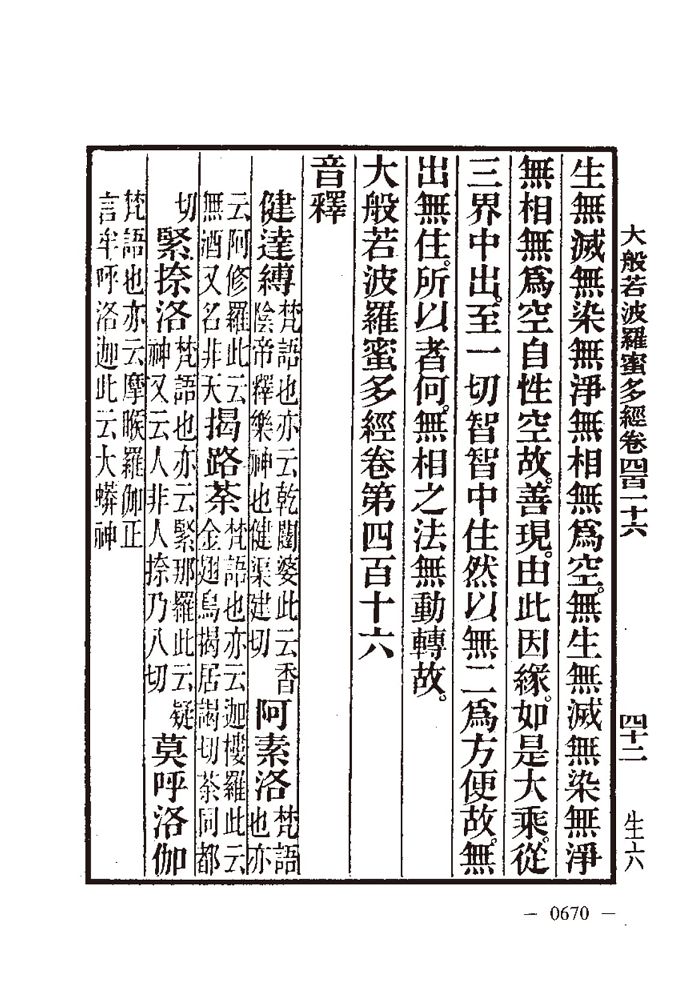 大般若波羅蜜多經卷四百一十六
四十二
生六
生無滅無染無淨無相無爲空。無生無滅無染無淨
無相無爲空自性空故。善現。由此因緣。如是大乘。從
三界中出。至一切智智中住然以無二爲方便故。無
出無住。所以者何。無相之法無動轉故。
大般若波羅蜜多經卷第四百十六
音釋
健達縛梵語也亦云乾闥婆此云香陰帝釋樂神也健渠建切 阿素洛梵語也亦
云阿修羅此云無酒又名非天 揭路荼梵語也亦云迦樓羅此云金翅鳥揭居謁切荼同都
切 緊捺洛梵語也亦云緊那羅此云疑神又云人非人捺乃八切 莫呼洛伽
梵語也亦云摩睺羅伽正言牟呼洛迦此云大蟒神
— 0670 —